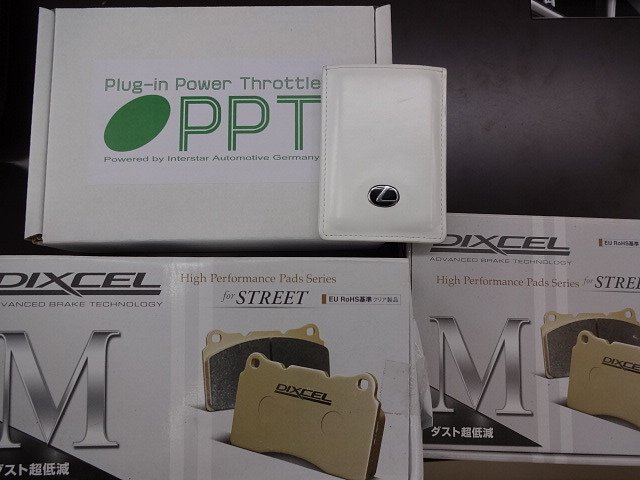 Plug-in Power Throttle
PPT
Powered by Interstar Automotive Germany
DIXCEL
ADVANCED BRAKE TECHNOLOGY
High Performance Pads Series
for STREET
EU RoHS基準クリア製品
M
DIXCEL
ダスト超低減
DIXCEL
ADVANCED BRAKE TECHNOLOGY
High Performance Pads Series
for STREE
EU RoHS基準
M
DIXCEL
ダスト超低減